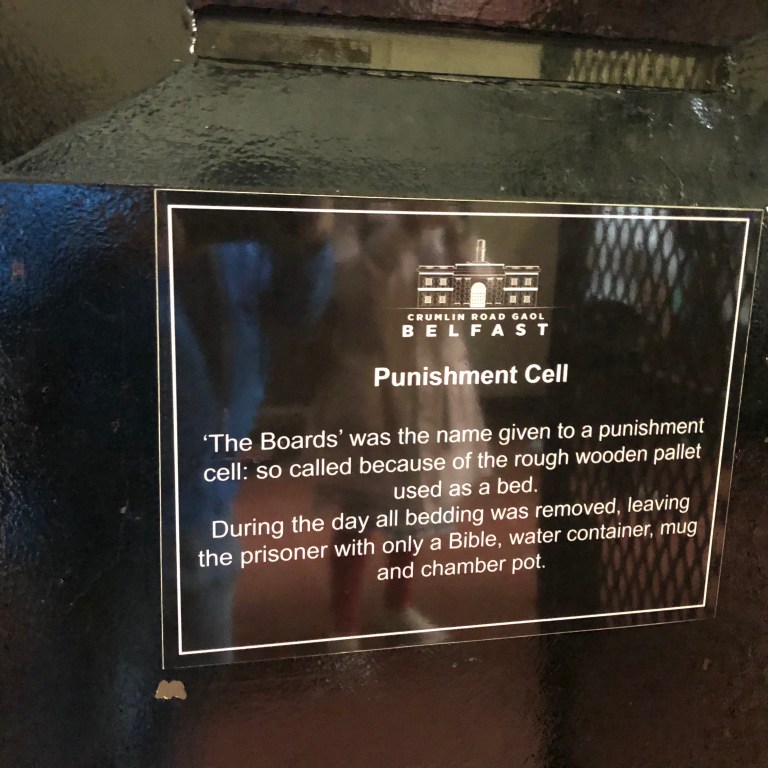 CRUMLIN ROAD GAOL
BELFAST
Punishment Cell
‘The Boards’ was the name given to a punishment
cell: so called because of the rough wooden pallet
used as a bed.
During the day all bedding was removed, leaving
the prisoner with only a Bible, water container, mug
and chamber pot.